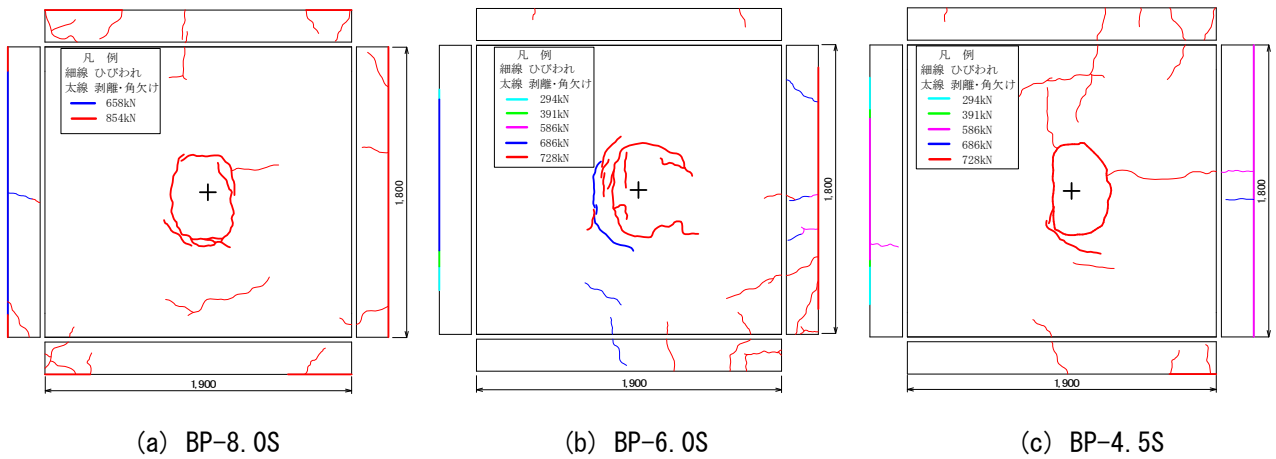 凡 例
細線 ひびわれ
太線 剥離・角欠け
658kN
854kN
1,800
1,900
(a) BP-8.0S
凡 例
細線 ひびわれ
太線 剥離・角欠け
294kN
391kN
586kN
686kN
728kN
1,800
1,900
(b) BP-6.0S
凡 例
細線 ひびわれ
太線 剥離・角欠け
294kN
391kN
586kN
686kN
728kN
1,800
1,900
(c) BP-4.5S